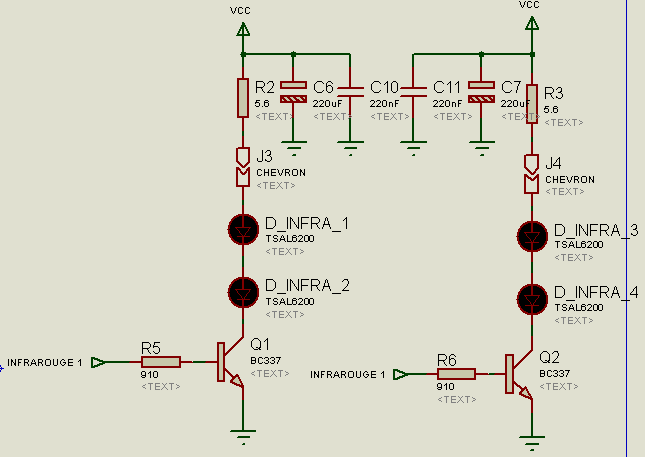 VCC
VCC
R2
5.6
<TEXT>
C6
220uF
<TEXT>
C10
220nF
<TEXT>
C11
220nF
<TEXT>
C7
220uF
<TEXT>
R3
5.6
<TEXT>
J3
CHEVRON
<TEXT>
J4
CHEVRON
<TEXT>
D_INFRA_1
TSAL6200
<TEXT>
D_INFRA_3
TSAL6200
<TEXT>
D_INFRA_2
TSAL6200
<TEXT>
D_INFRA_4
TSAL6200
<TEXT>
INFRAROUGE 1
R5
910
<TEXT>
Q1
BC337
<TEXT>
INFRAROUGE 1
R6
910
<TEXT>
Q2
BC337
<TEXT>